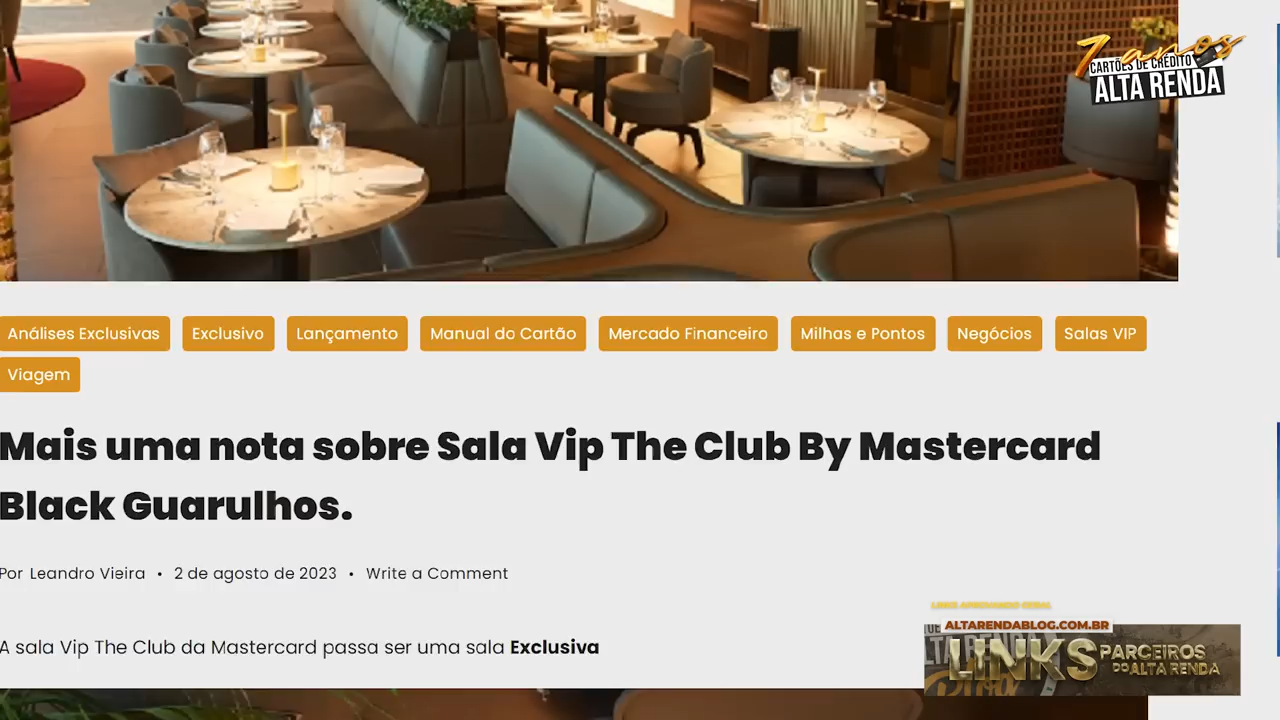 7 anos
CARTÕES DE CRÉDITO
ALTA RENDA
Análises Exclusivas
Exclusivo
Lançamento
Manual do Cartão
Mercado Financeiro
Milhas e Pontos
Negócios
Salas VIP
Viagem
Mais uma nota sobre Sala Vip The Club By Mastercard
Black Guarulhos.
Por Leandro Vieira • 2 de agosto de 2023 • Write a Comment
A sala Vip The Club da Mastercard passa ser uma sala Exclusiva
ALTARENDABLOG.COM.BR
LINKS
PARCEIROS
DO ALTA RENDA